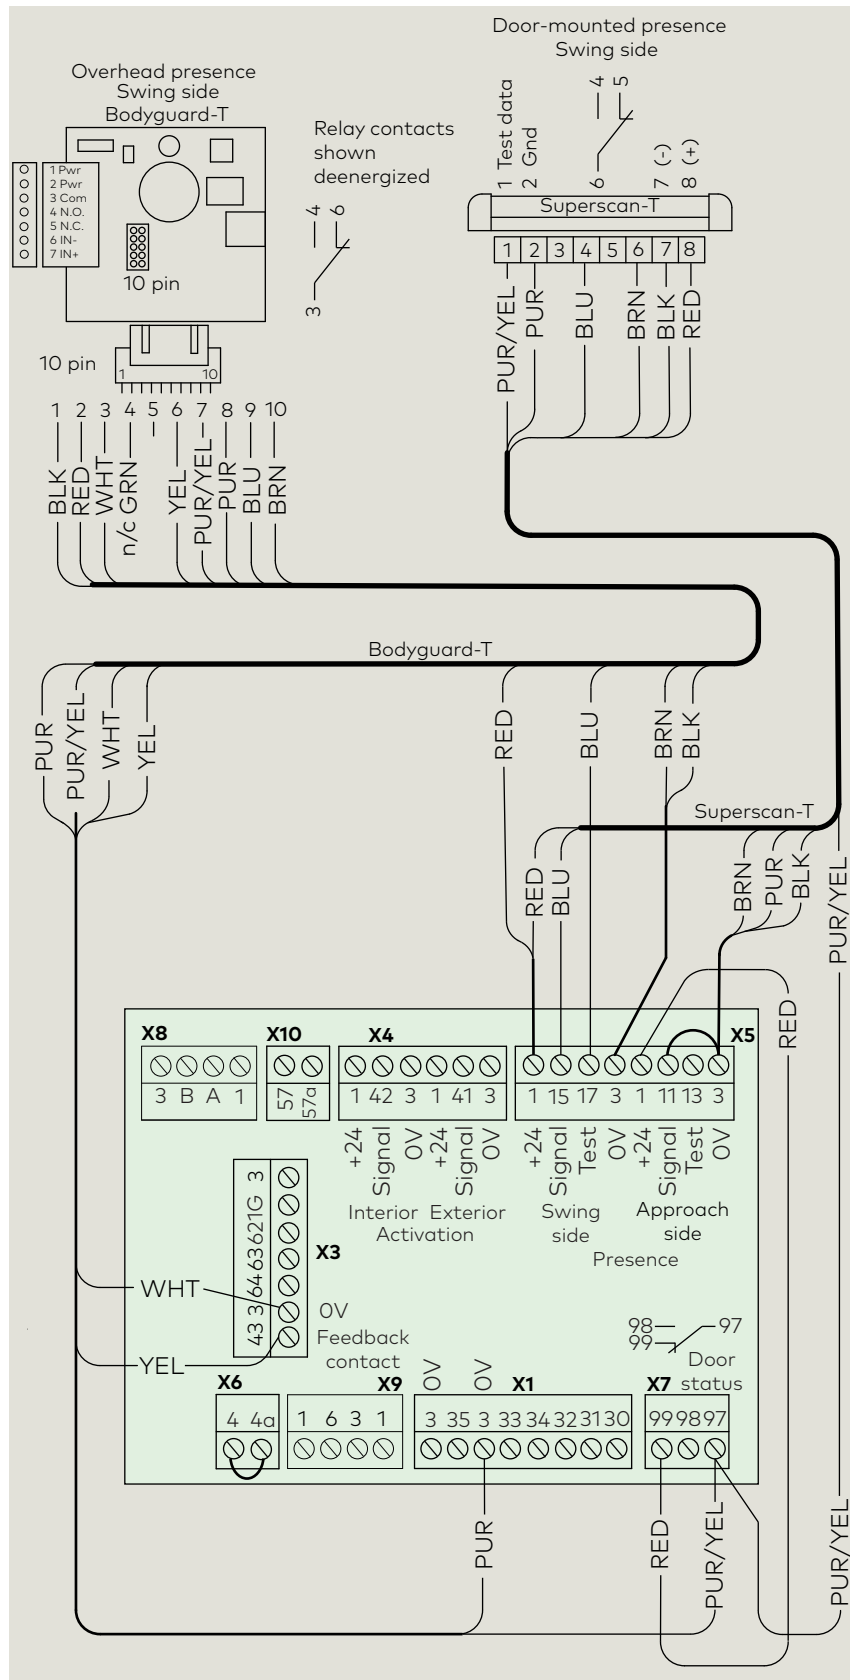 Door-mounted presence
Swing side
Overhead presence
Swing side
Bodyguard-T
Relay contacts
shown
deenergized
4 6
3
4 5
6
1 Test data
2 Gnd
7 (-)
8 (+)
1 Pwr
2 Pwr
3 Com
4 N.O.
5 N.C.
6 IN-
7 IN+
10 pin
Superscan-T
1 2 3 4 5 6 7 8
PUR/YEL PUR BLU BRN BLK RED
10 pin
1 10
1 2 3 4 5 6 7 8 9 10
BLK RED WHT n/c GRN YEL PUR/YEL PUR BLU BRN
Bodyguard-T
PUR PUR/YEL WHT YEL RED BLU BRN BLK
Superscan-T
RED BLU BRN PUR BLK PUR/YEL
RED
X8 X10 X4 X5
3 B A 1
57 57a
1 42 3 1 41 3
1 15 17 3 1 11 13 3
+24 Signal 0V +24 Signal 0V
+24 Signal Test 0V +24 Signal Test 0V
Interior Exterior
Activation
Swing
side
Approach
side
Presence
3
1G
62
63
64
3
43
X3
WHT
0V
YEL
Feedback
contact
98 97
99
Door
status
X6 X9 0V 0V X1 X7
4 4a
1 6 3 1
3 35 3 33 34 32 31 30
99 98 97
PUR RED PUR/YEL PUR/YEL